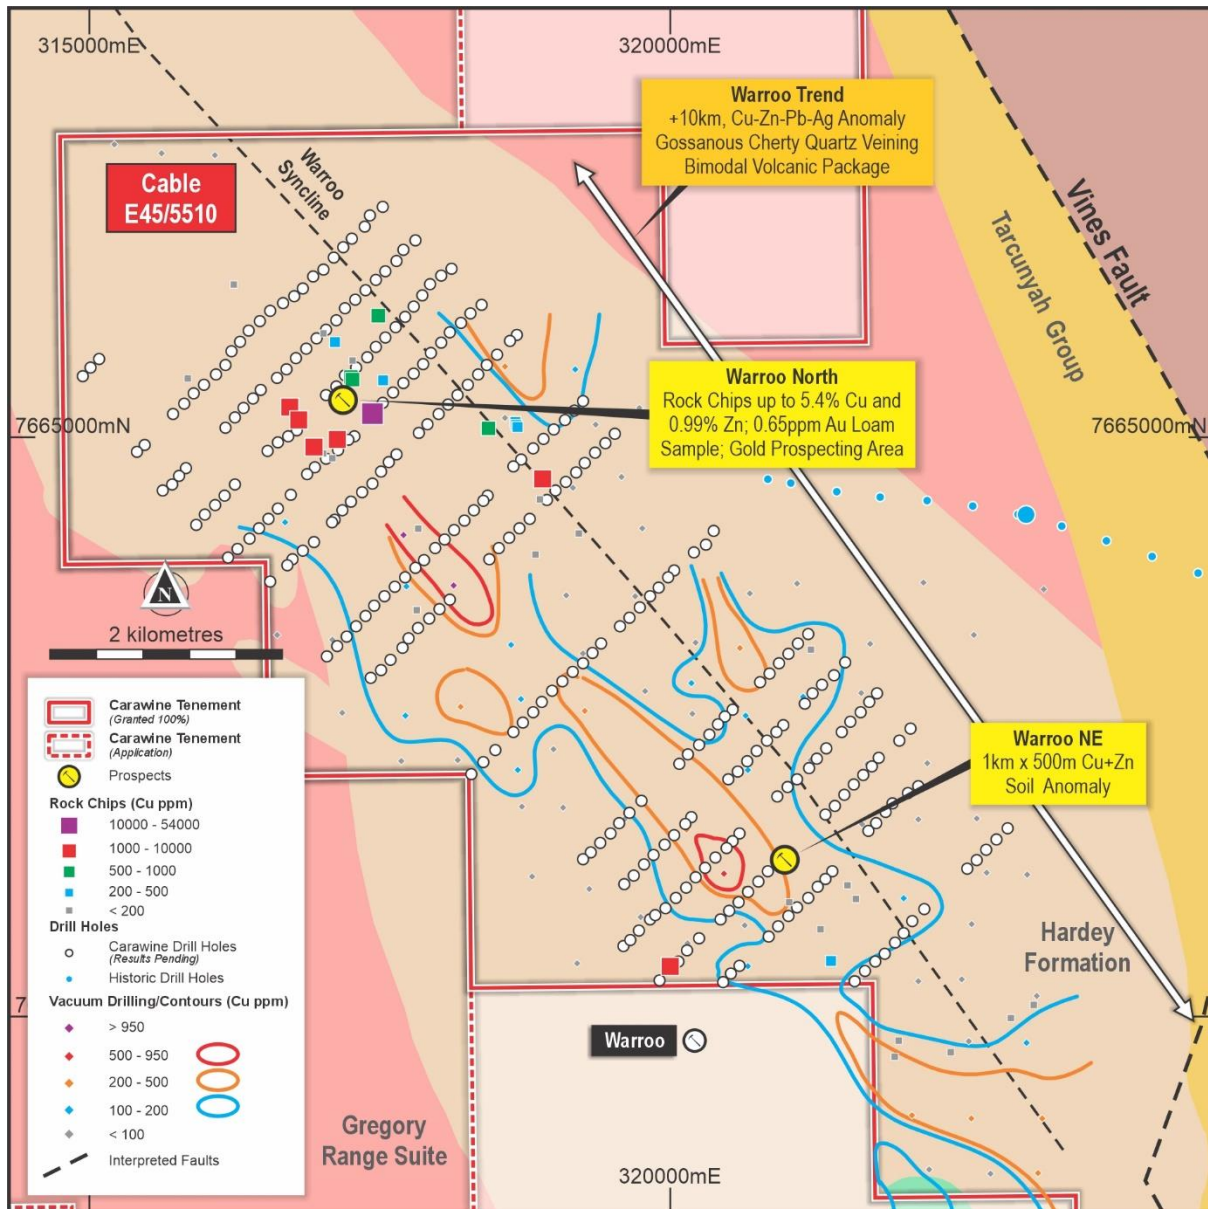 315000mE
320000mE
Warroo Trend
+10km, Cu-Zn-Pb-Ag Anomaly
Gossanous Cherty Quartz Veining
Bimodal Volcanic Package
Cable
E45/5510
Warroo
Syncline
Vines Fault
Tarcunyah Group
Warroo North
Rock Chips up to 5.4% Cu and
0.99% Zn; 0.65ppm Au Loam
Sample; Gold Prospecting Area
7665000mN
7665000mN
N
2 kilometres
Carawine Tenement
(Granted 100%)
Carawine Tenement
(Application)
Prospects
Rock Chips (Cu ppm)
10000 - 54000
1000 - 10000
500 - 1000
200 - 500
< 200
Drill Holes
Carawine Drill Holes
(Results Pending)
Historic Drill Holes
Vacuum Drilling/Contours (Cu ppm)
> 950
500 - 950
200 - 500
100 - 200
< 100
Interpreted Faults
Warroo NE
1km x 500m Cu+Zn
Soil Anomaly
Hardey
Formation
7
Warroo
Gregory
Range Suite
320000mE